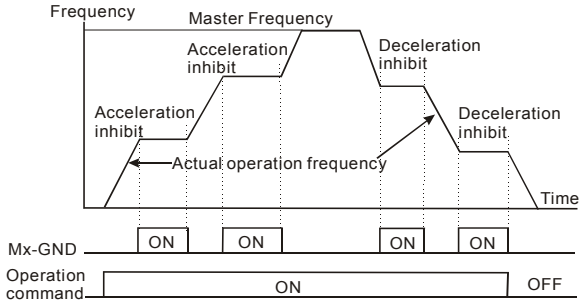 Frequency
Master Frequency
Acceleration
inhibit
Deceleration
inhibit
Acceleration
inhibit
Deceleration
inhibit
Actual operation frequency
Time
Mx-GND
ON
ON
ON
ON
Operation
command
ON
OFF